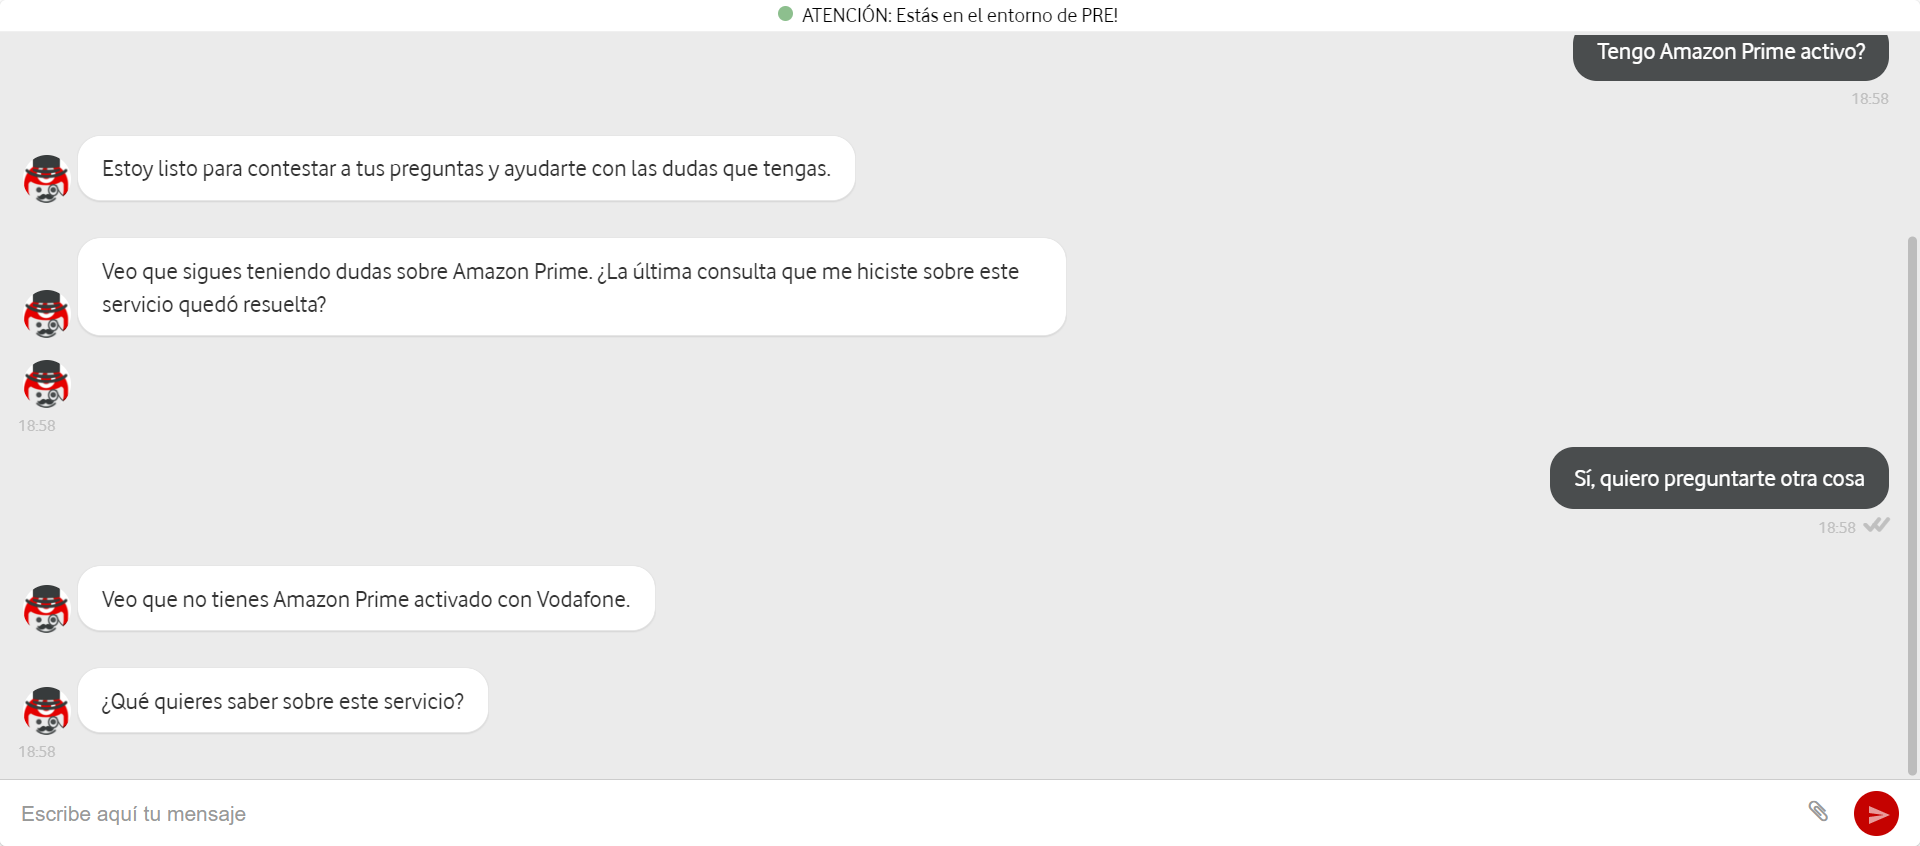 ATENCIÓN: Estás en el entorno de PRE!
Tengo Amazon Prime activo?
18:58
Estoy listo para contestar a tus preguntas y ayudarte con las dudas que tengas.
Veo que sigues teniendo dudas sobre Amazon Prime. ¿La última consulta que me hiciste sobre este
servicio quedó resuelta?
18:58
Sí, quiero preguntarte otra cosa
18:58
Veo que no tienes Amazon Prime activado con Vodafone.
¿Qué quieres saber sobre este servicio?
18:58
Escribe aquí tu mensaje